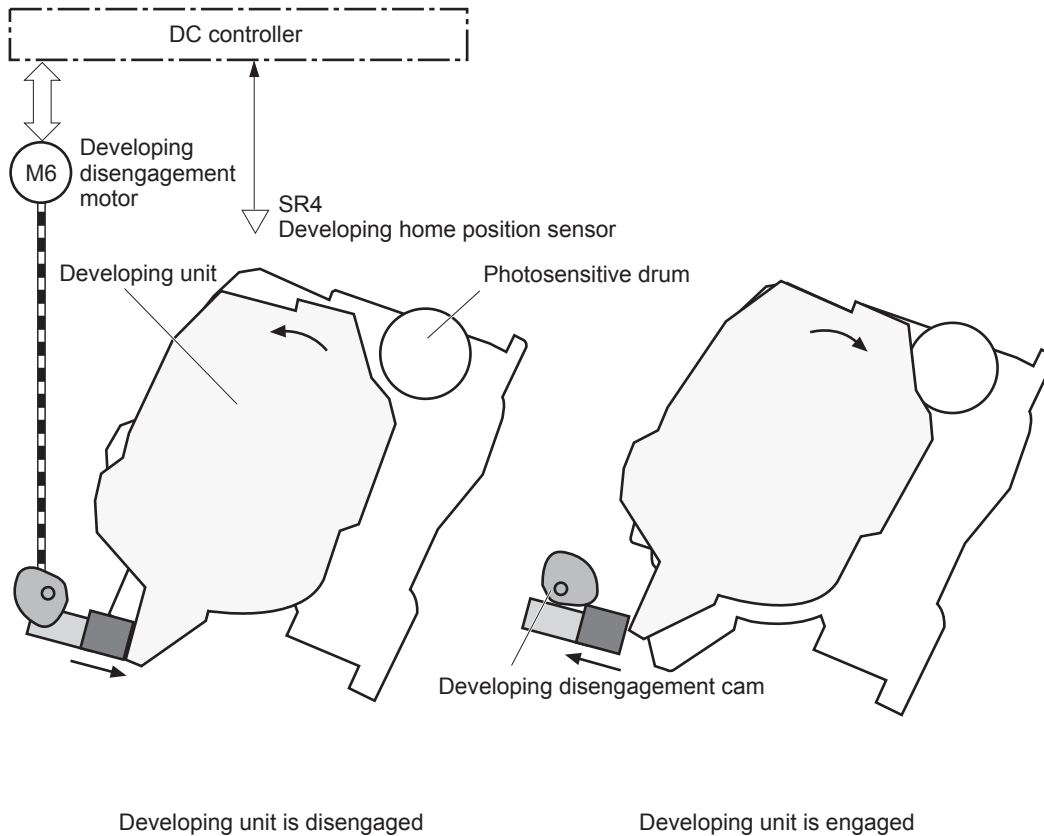 DC controller
M6
Developing
disengagement
motor
SR4
Developing home position sensor
Developing unit
Photosensitive drum
Developing disengagement cam
Developing unit is disengaged
Developing unit is engaged